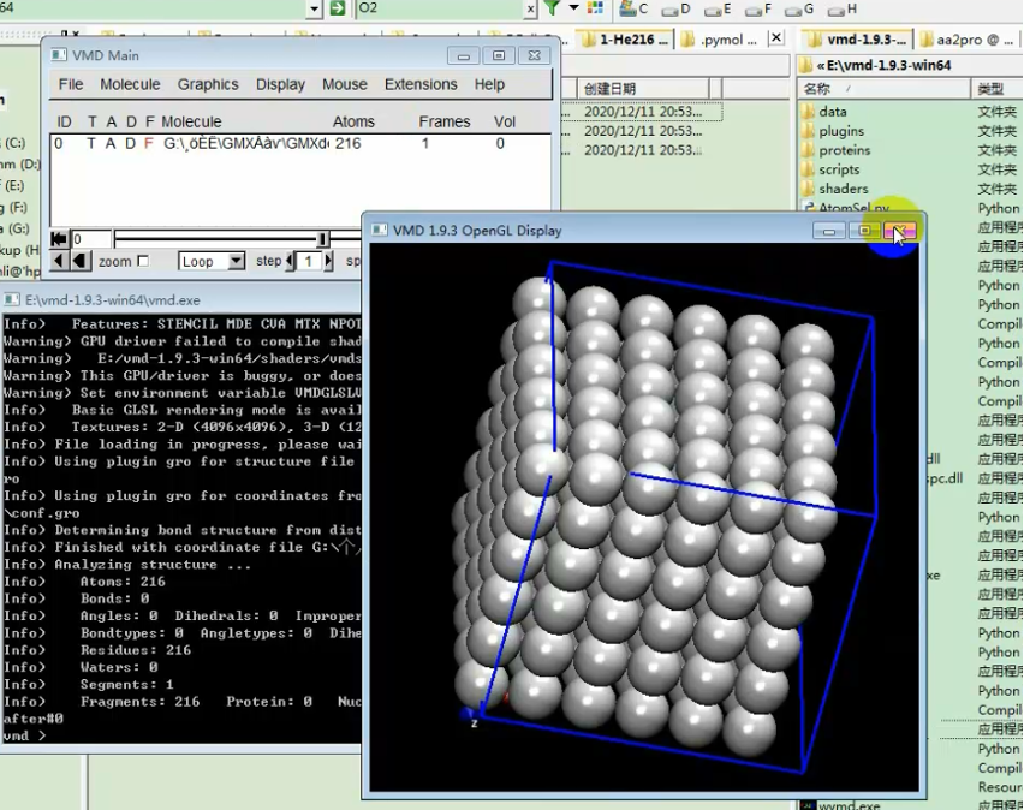 64
O2
x
C D E F G H
1-He216 ...
.pymol ...
vmd-1.9.3-...
aa2pro @ ...
« E:\vmd-1.9.3-win64
创建日期
名称
类型
2020/12/11 20:53...
2020/12/11 20:53...
2020/12/11 20:53...
VMD Main
File Molecule Graphics Display Mouse Extensions Help
ID T A D F Molecule Atoms Frames Vol
0 T A D F G:\¸öÈË\GMXÅàv\GMXd 216 1 0
0
zoom Loop step 1 sp
(C:)
(D:)
(E:)
(F:)
(G:)
data 文件夹
plugins 文件夹
proteins 文件夹
scripts 文件夹
shaders 文件夹
AtomSel.py Python
应用程序
应用程序
应用程序
Python
Python
Compil
Python
Compil
Python
Compil
应用程序
应用程序
dll 应用程序
spc.dll 应用程序
应用程序
Python
应用程序
应用程序
xe 应用程序
应用程序
应用程序
Python
Python
应用程序
Python
Compil
应用程序
Python
Compil
Resour
wvmd.exe 应用程序
VMD 1.9.3 OpenGL Display
z
E:\vmd-1.9.3-win64\vmd.exe
Info> Features: STENCIL MDE CVA MTX NPOT
Warning> GPU driver failed to compile shad
Warning> E:/vmd-1.9.3-win64/shaders/vmds
Warning> This GPU/driver is buggy, or does
Warning> Set environment variable VMDGLSLV
Info> Basic GLSL rendering mode is avail
Info> Textures: 2-D (4096x4096), 3-D (12
Info> File loading in progress, please wai
Info> Using plugin gro for structure file
ro
Info> Using plugin gro for coordinates fro
\conf.gro
Info> Determining bond structure from dist
Info> Finished with coordinate file G:\个人
Info> Analyzing structure ...
Info> Atoms: 216
Info> Bonds: 0
Info> Angles: 0 Dihedrals: 0 Improper
Info> Bondtypes: 0 Angletypes: 0 Dihe
Info> Residues: 216
Info> Waters: 0
Info> Segments: 1
Info> Fragments: 216 Protein: 0 Nuc
after#0
vmd >